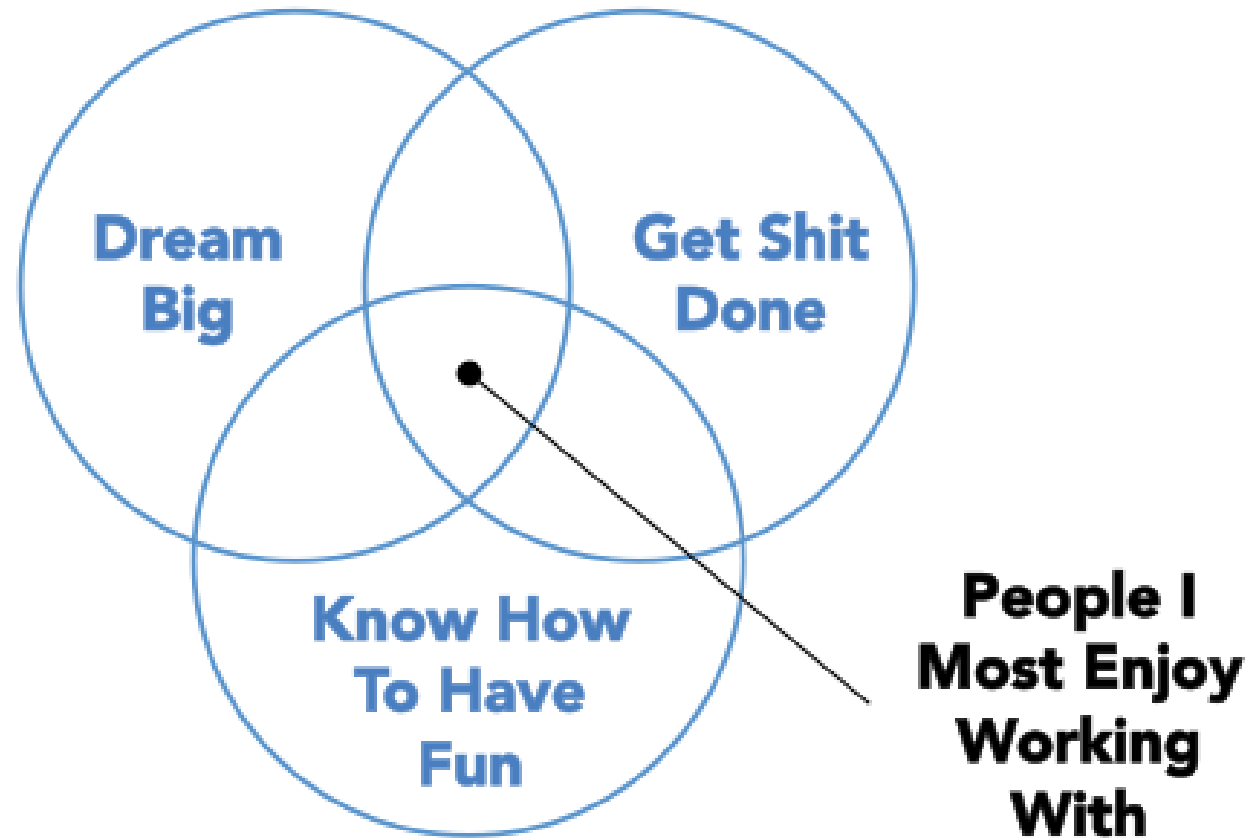 Dream
Big
Get Shit
Done
Know How
To Have
Fun
People I
Most Enjoy
Working
With